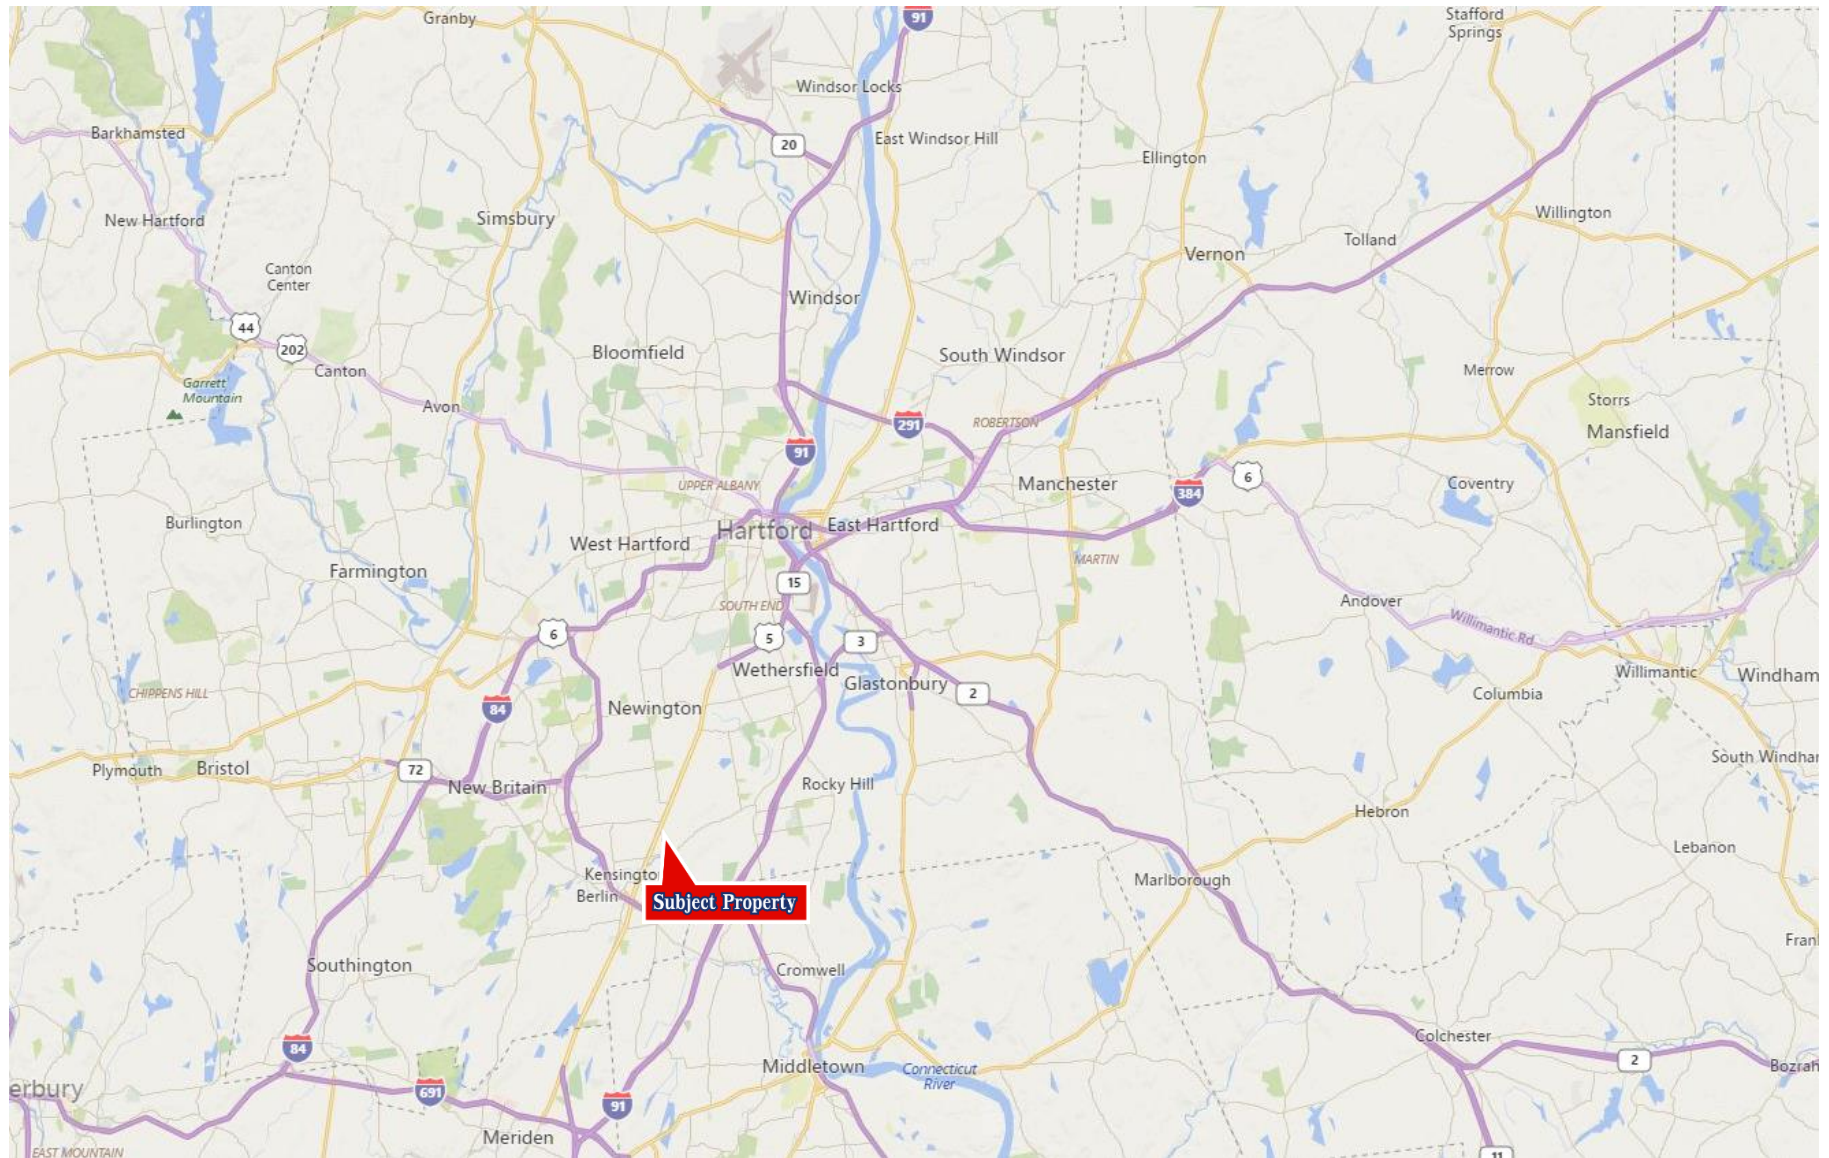 Granby
91
Stafford
Springs
Windsor Locks
Barkhamsted
20
East Windsor Hill
Ellington
New Hartford
Simsbury
Willington
Tolland
Vernon
Canton
Center
Windsor
44
202
Bloomfield
South Windsor
Canton
Merrow
Garrett
Mountain
Avon
Storrs
291
ROBERTSON
Mansfield
91
UPPER ALBANY
Manchester
384
6
Coventry
Burlington
Hartford
East Hartford
West Hartford
MARTIN
Farmington
15
SOUTH END
Andover
Willimantic Rd
6
5
3
Wethersfield
Glastonbury
2
Willimantic
Windham
CHIPPENS HILL
Columbia
84
Newington
South Windhar
Plymouth
Bristol
72
New Britain
Rocky Hill
Hebron
Lebanon
Kensingto
Marlborough
Berlin
Subject Property
Fran
Southington
Cromwell
84
Colchester
2
Middletown
Connecticut
River
Bozrah
erbury
691
91
Meriden
EAST MOUNTAIN
11